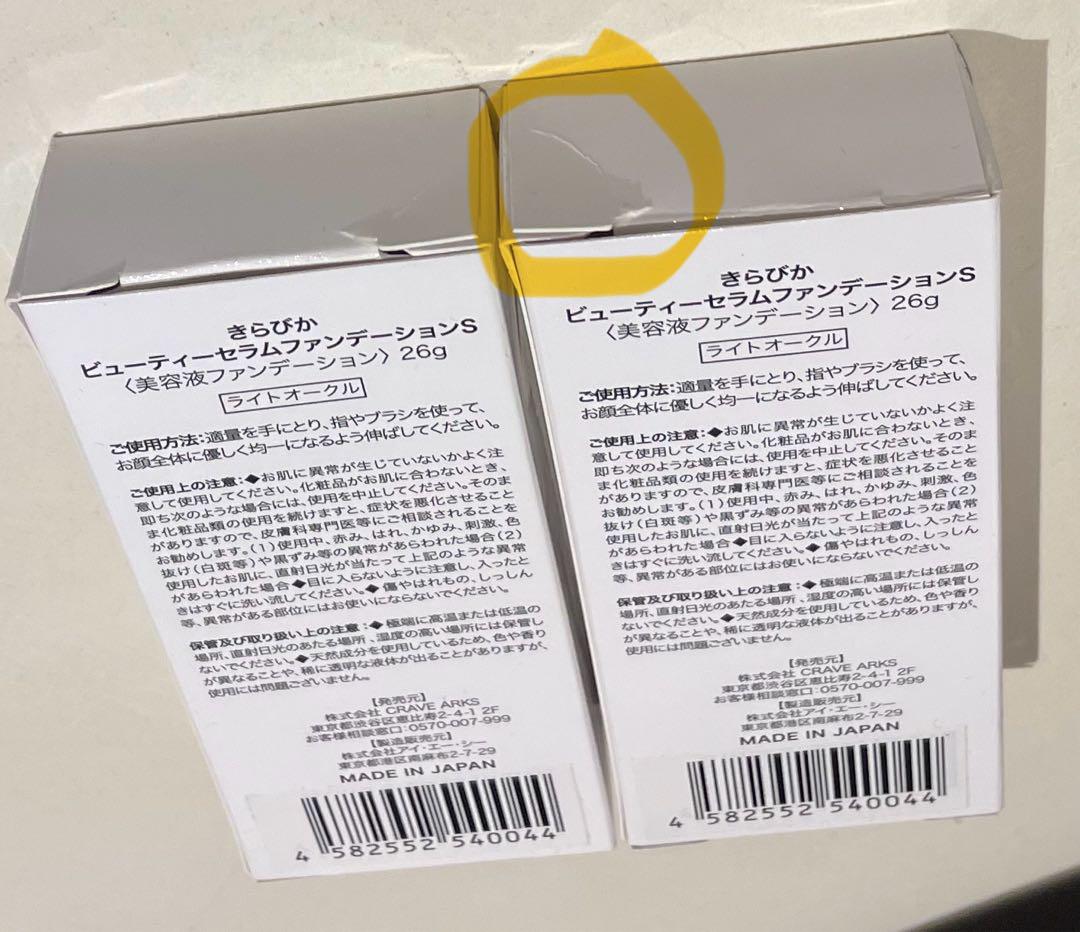 きらびか
ビューティーセラムファンデーションS
〈美容液ファンデーション〉26g
ライトオークル
ご使用方法:適量を手にとり、指やブラシを使って、
お顔全体に優しく均一になるよう伸ばしてください。
ご使用上の注意:◆お肌に異常が生じていないかよく注
意して使用してください。化粧品がお肌に合わないとき、
即ち次のような場合には、使用を中止してください。そのま
ま化粧品類の使用を続けますと、症状を悪化させること
がありますので、皮膚科専門医等にご相談されることを
お勧めします。(1)使用中、赤み、はれ、かゆみ、刺激、色
抜け(白斑等)や黒ずみ等の異常があらわれた場合(2)
使用したお肌に、直射日光が当たって上記のような異常
があらわれた場合◆目に入らないように注意し、入ったと
きはすぐに洗い流してください。◆傷やはれもの、しっしん
等、異常がある部位にはお使いにならないでください。
保管及び取り扱い上の注意:◆極端に高温または低温の
場所、直射日光のあたる場所、湿度の高い場所には保管し
ないでください。◆天然成分を使用しているため、色や香り
が異なることや、稀に透明な液体が出ることがありますが、
使用には問題ございません。
【発売元】
株式会社 CRAVE ARKS
東京都渋谷区恵比寿2-4-1 2F
お客様相談窓口:0570-007-999
【製造販売元】
株式会社アイ・エー・シー
東京都港区南麻布2-7-29
MADE IN JAPAN
4 582552 540044
きらびか
ビューティーセラムファンデーションS
〈美容液ファンデーション〉26g
ライトオークル
ご使用方法:適量を手にとり、指やブラシを使って、
お顔全体に優しく均一になるよう伸ばしてください。
ご使用上の注意:◆お肌に異常が生じていないかよく注
意して使用してください。化粧品がお肌に合わないとき、
即ち次のような場合には、使用を中止してください。そのま
ま化粧品類の使用を続けますと、症状を悪化させること
がありますので、皮膚科専門医等にご相談されることを
お勧めします。(1)使用中、赤み、はれ、かゆみ、刺激、色
抜け(白斑等)や黒ずみ等の異常があらわれた場合(2)
使用したお肌に、直射日光が当たって上記のような異常
があらわれた場合◆目に入らないように注意し、入ったと
きはすぐに洗い流してください。◆傷やはれもの、しっしん
等、異常がある部位にはお使いにならないでください。
保管及び取り扱い上の注意:◆極端に高温または低温の
場所、直射日光のあたる場所、湿度の高い場所には保管し
ないでください。◆天然成分を使用しているため、色や香り
が異なることや、稀に透明な液体が出ることがありますが、
使用には問題ございません。
【発売元】
株式会社 CRAVE ARKS
東京都渋谷区恵比寿2-4-1 2F
お客様相談窓口:0570-007-999
【製造販売元】
株式会社アイ・エー・シー
東京都港区南麻布2-7-29
MADE IN JAPAN
4 582552 540044